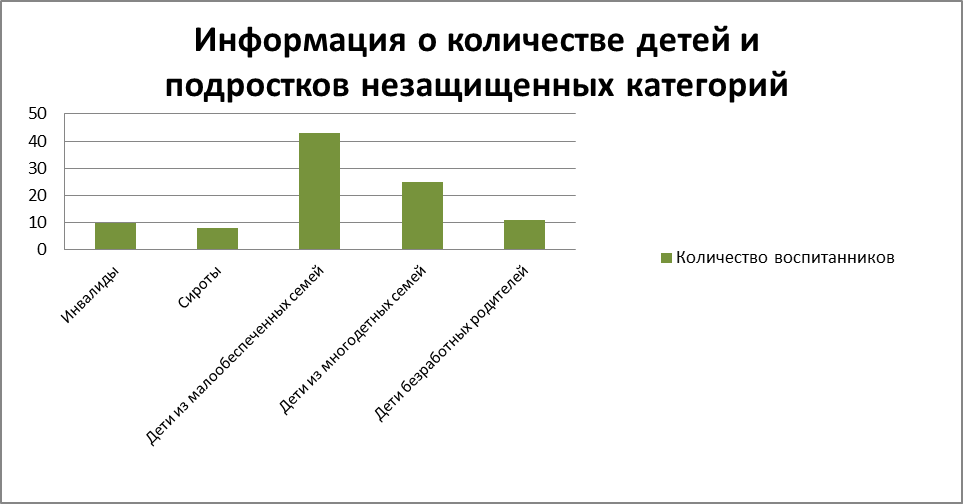 Информация о количестве детей и
подростков незащищенных категорий
50
40
30
20
10
0
Инвалиды
Сироты
Дети из малообеспеченных семей
Дети из многодетных семей
Дети безработных родителей
Количество воспитанников